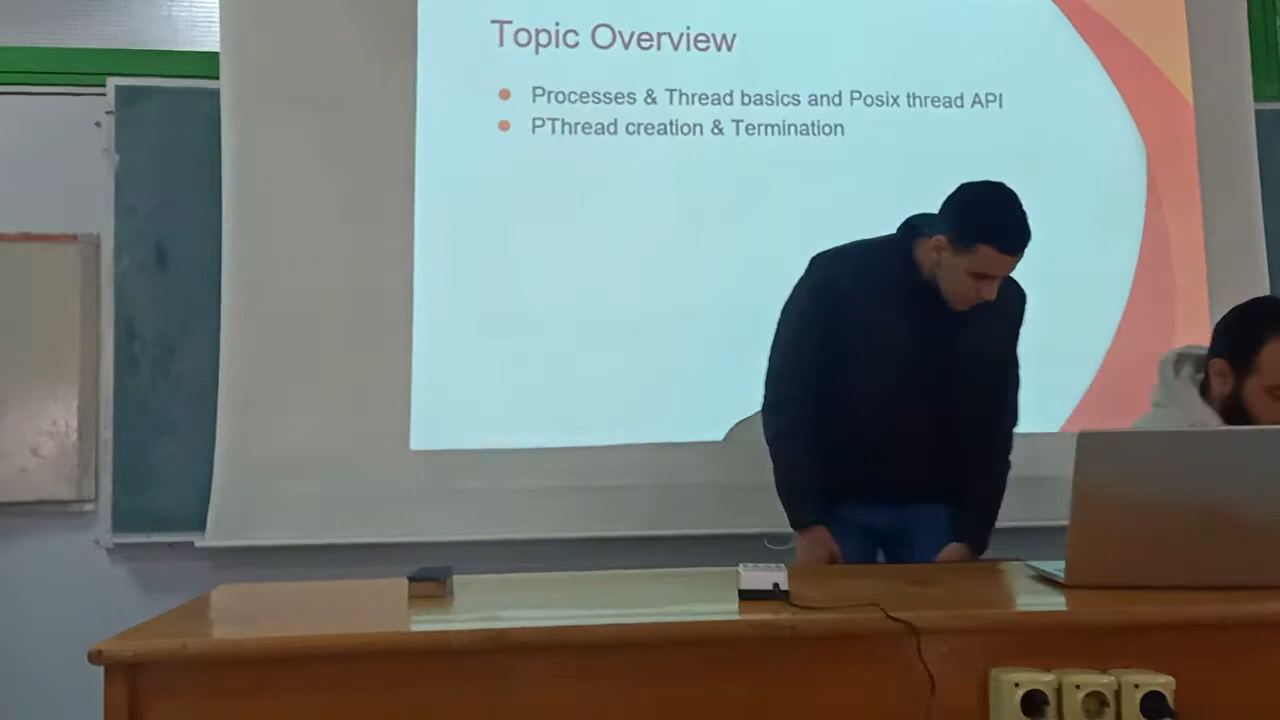 Topic Overview
Processes & Thread basics and Posix thread API
PThread creation & Termination